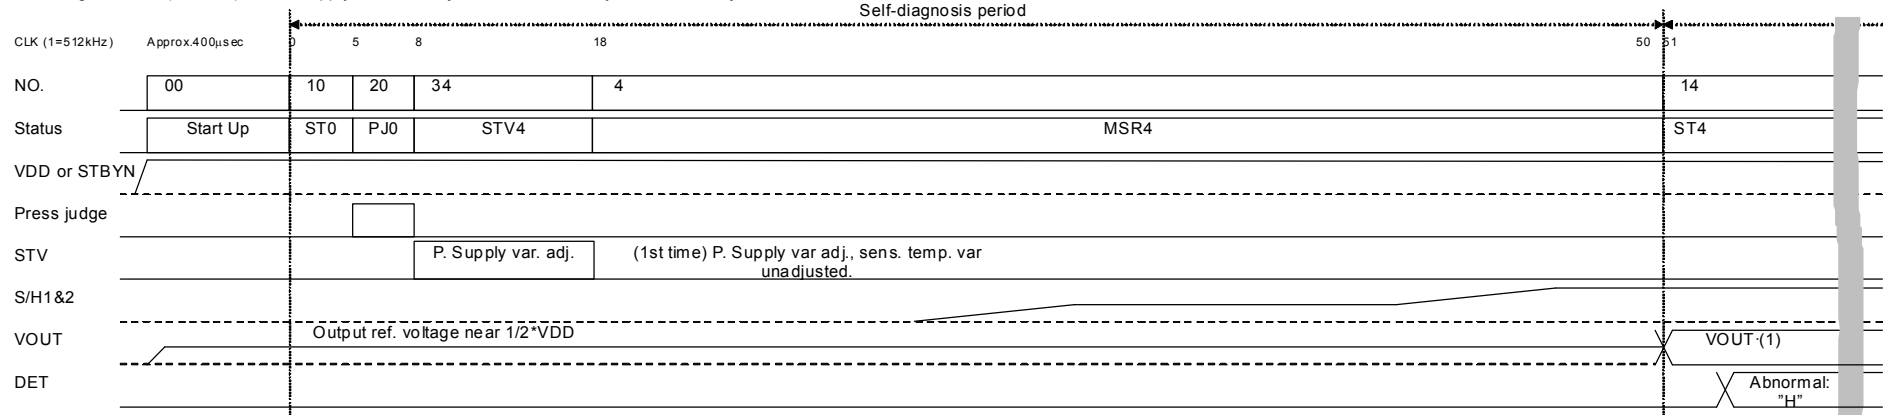 Self-diagnosis period
CLK (1=512kHz) Approx.400μsec 0 5 8 18 50 51
NO. 00 10 20 34 4 14
Status Start Up ST0 PJ0 STV4 MSR4 ST4
VDD or STBYN
Press judge
STV P. Supply var. adj. (1st time) P. Supply var adj., sens. temp. var
unadjusted.
S/H1&2
VOUT Output ref. voltage near 1/2*VDD VOUT·(1)
DET Abnormal:
"H"